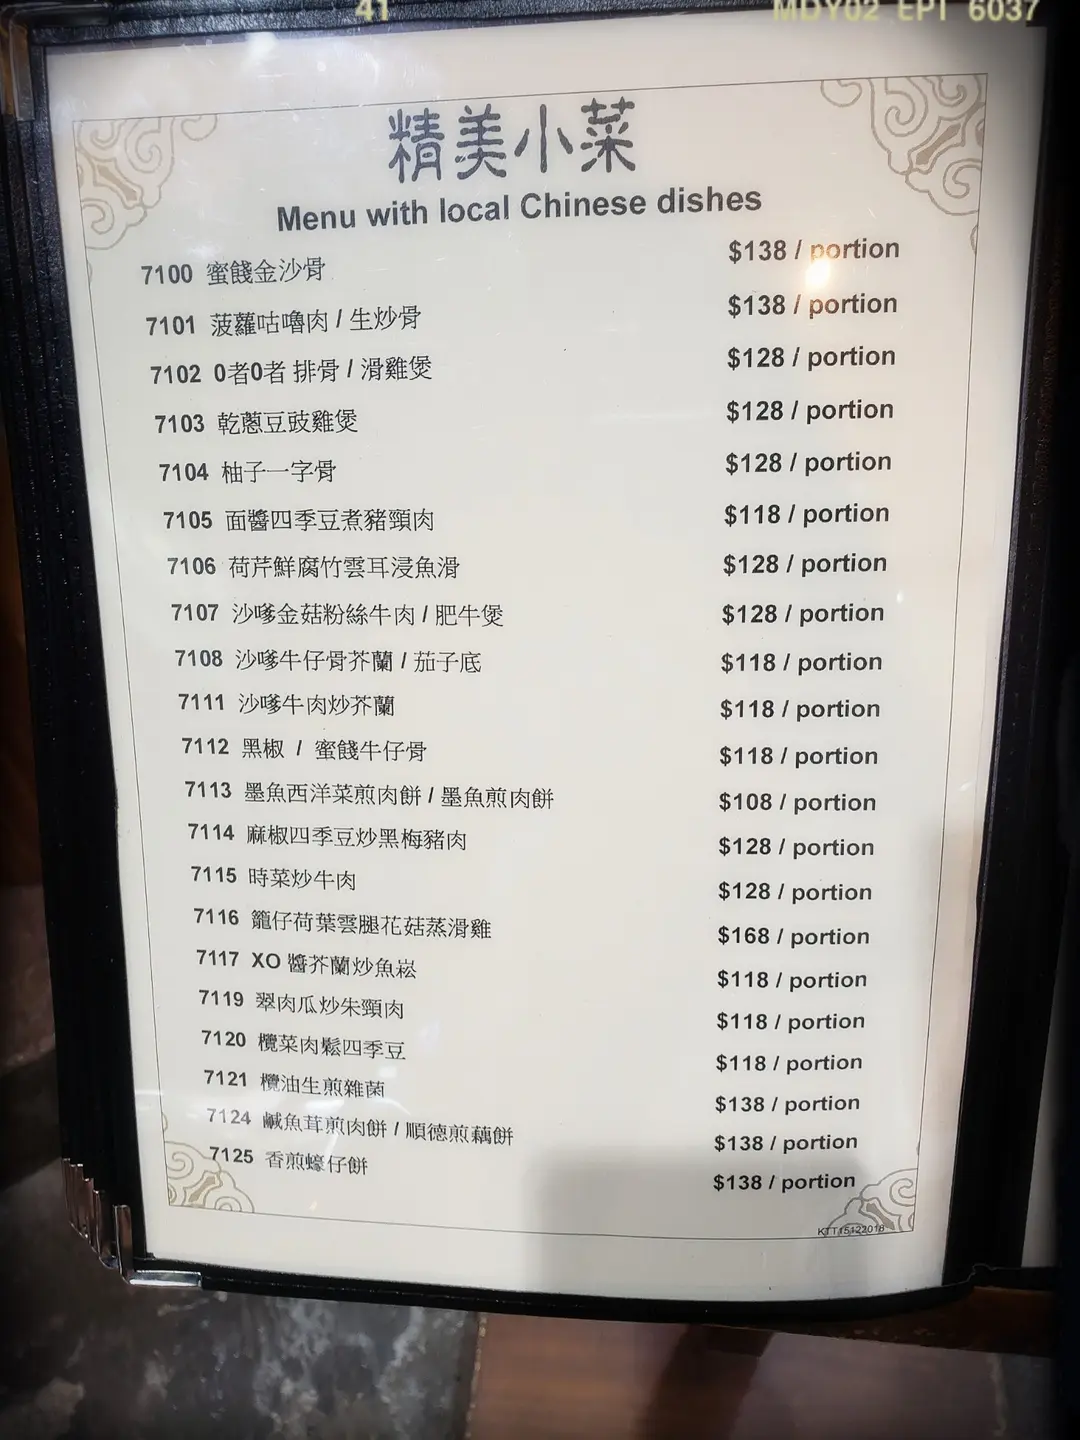 41
MDY02 EPI 6037
精美小菜
Menu with local Chinese dishes
7100 蜜餞金沙骨 $138 / portion
7101 菠蘿咕嚕肉 / 生炒骨 $138 / portion
7102 0者0者 排骨 / 滑雞煲 $128 / portion
7103 乾蔥豆豉雞煲 $128 / portion
7104 柚子一字骨 $128 / portion
7105 面醬四季豆煮豬頸肉 $118 / portion
7106 荷芹鮮腐竹雲耳浸魚滑 $128 / portion
7107 沙嗲金菇粉絲牛肉 / 肥牛煲 $128 / portion
7108 沙嗲牛仔骨芥蘭 / 茄子底 $118 / portion
7111 沙嗲牛肉炒芥蘭 $118 / portion
7112 黑椒 / 蜜餞牛仔骨 $118 / portion
7113 墨魚西洋菜煎肉餅 / 墨魚煎肉餅 $108 / portion
7114 麻椒四季豆炒黑梅豬肉 $128 / portion
7115 時菜炒牛肉 $128 / portion
7116 籠仔荷葉雲腿花菇蒸滑雞 $168 / portion
7117 XO 醬芥蘭炒魚崧 $118 / portion
7119 翠肉瓜炒朱頸肉 $118 / portion
7120 欖菜肉鬆四季豆 $118 / portion
7121 欖油生煎雜菌 $138 / portion
7124 鹹魚茸煎肉餅 / 順德煎藕餅 $138 / portion
7125 香煎蠔仔餅 $138 / portion
KTT15122016